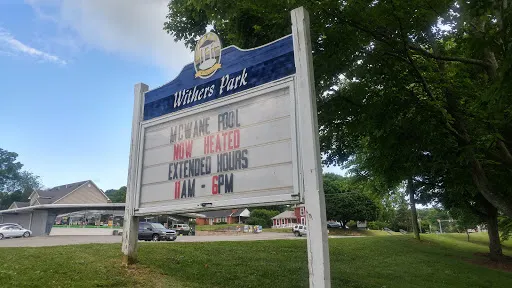 Withers Park
MCWANE POOL
NOW HEATED
EXTENDED HOURS
11AM - 6PM